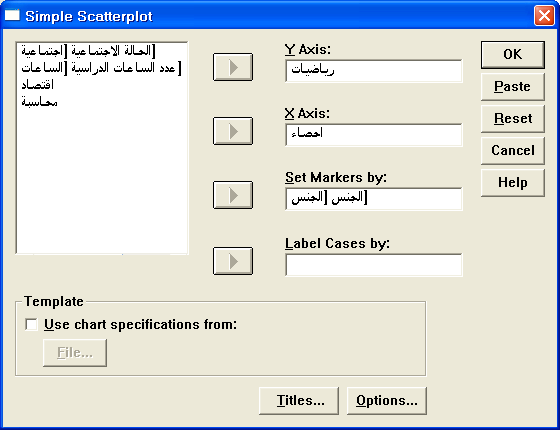 Simple Scatterplot
الحالة الاجتماعية [اجتماعية]
عدد الساعات الدراسية [الساعات]
اقتصاد
محاسبة
Y Axis:
رياضيات
X Axis:
احصاء
Set Markers by:
الجنس [الجنس]
Label Cases by:
OK
Paste
Reset
Cancel
Help
Template
Use chart specifications from:
File...
Titles...
Options...